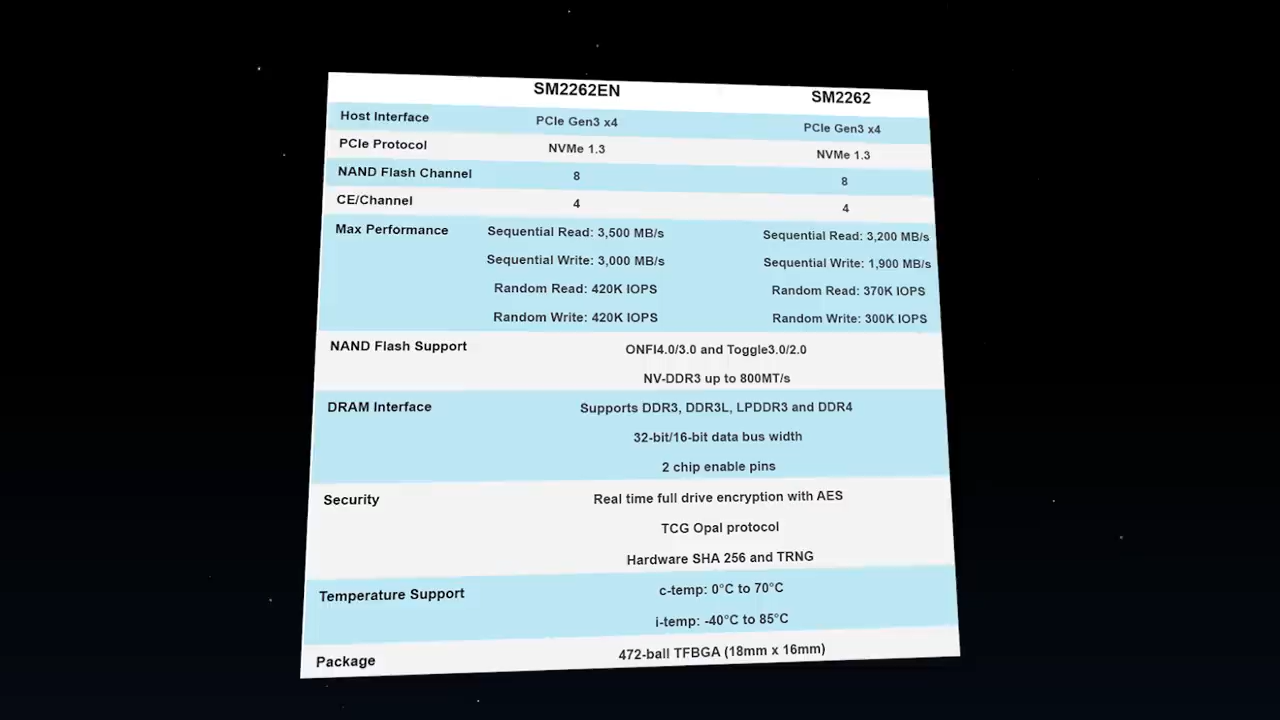 SM2262EN SM2262
Host Interface PCIe Gen3 x4 PCIe Gen3 x4
PCIe Protocol NVMe 1.3 NVMe 1.3
NAND Flash Channel 8 8
CE/Channel 4 4
Max Performance Sequential Read: 3,500 MB/s Sequential Read: 3,200 MB/s
Sequential Write: 3,000 MB/s Sequential Write: 1,900 MB/s
Random Read: 420K IOPS Random Read: 370K IOPS
Random Write: 420K IOPS Random Write: 300K IOPS
NAND Flash Support ONFI4.0/3.0 and Toggle3.0/2.0
NV-DDR3 up to 800MT/s
DRAM Interface Supports DDR3, DDR3L, LPDDR3 and DDR4
32-bit/16-bit data bus width
2 chip enable pins
Security Real time full drive encryption with AES
TCG Opal protocol
Hardware SHA 256 and TRNG
Temperature Support c-temp: 0°C to 70°C
i-temp: -40°C to 85°C
Package 472-ball TFBGA (18mm x 16mm)